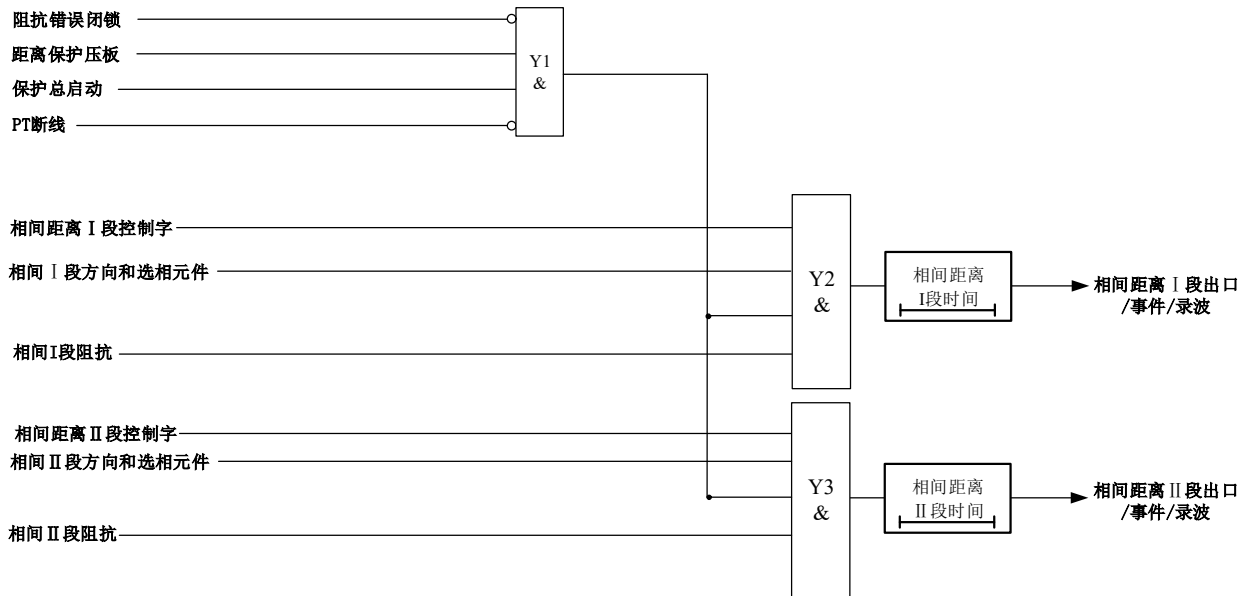 阻抗错误闭锁
距离保护压板
保护总启动
PT断线
Y1
&
相间距离Ⅰ段控制字
相间Ⅰ段方向和选相元件
相间I段阻抗
Y2
&
相间距离
I段时间
相间距离Ⅰ段出口
/事件/录波
相间距离Ⅱ段控制字
相间Ⅱ段方向和选相元件
相间Ⅱ段阻抗
Y3
&
相间距离
Ⅱ段时间
相间距离Ⅱ段出口
/事件/录波